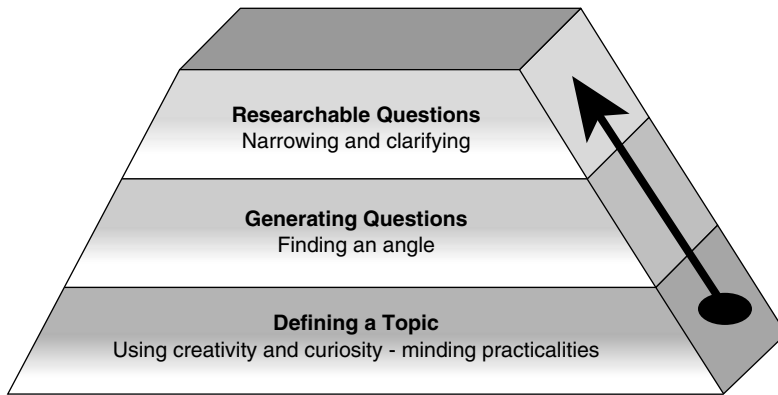 Researchable Questions
Narrowing and clarifying
Generating Questions
Finding an angle
Defining a Topic
Using creativity and curiosity - minding practicalities